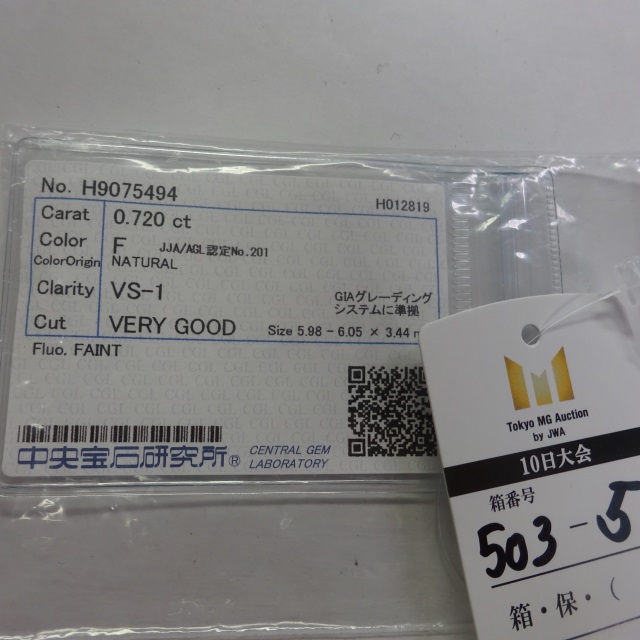 No. H9075494
H012819
Carat 0.720 ct
Color F JJA/AGL認定No.201
ColorOrigin NATURAL
Clarity VS-1
GIAグレーディング
システムに準拠
Cut VERY GOOD Size 5.98 - 6.05 × 3.44
Fluo. FAINT
中央宝石研究所® CENTRAL GEM
LABORATORY
Tokyo MG Auction
by JWA
10日大会
箱番号
503-5
箱・保・(